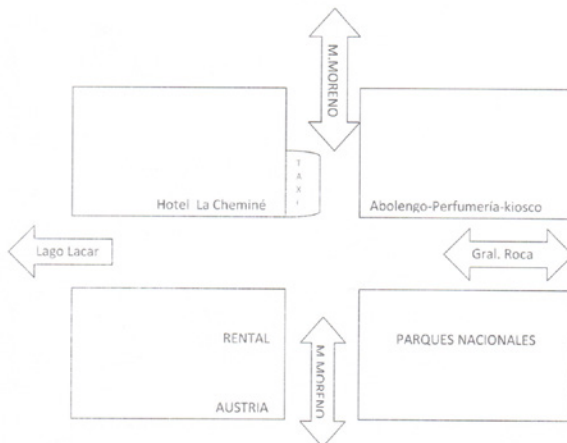 M.MORENO
TAXI
Hotel La Cheminé
Abolengo-Perfumería-kiosco
Lago Lacar
Gral. Roca
RENTAL
PARQUES NACIONALES
M.MORENO
AUSTRIA